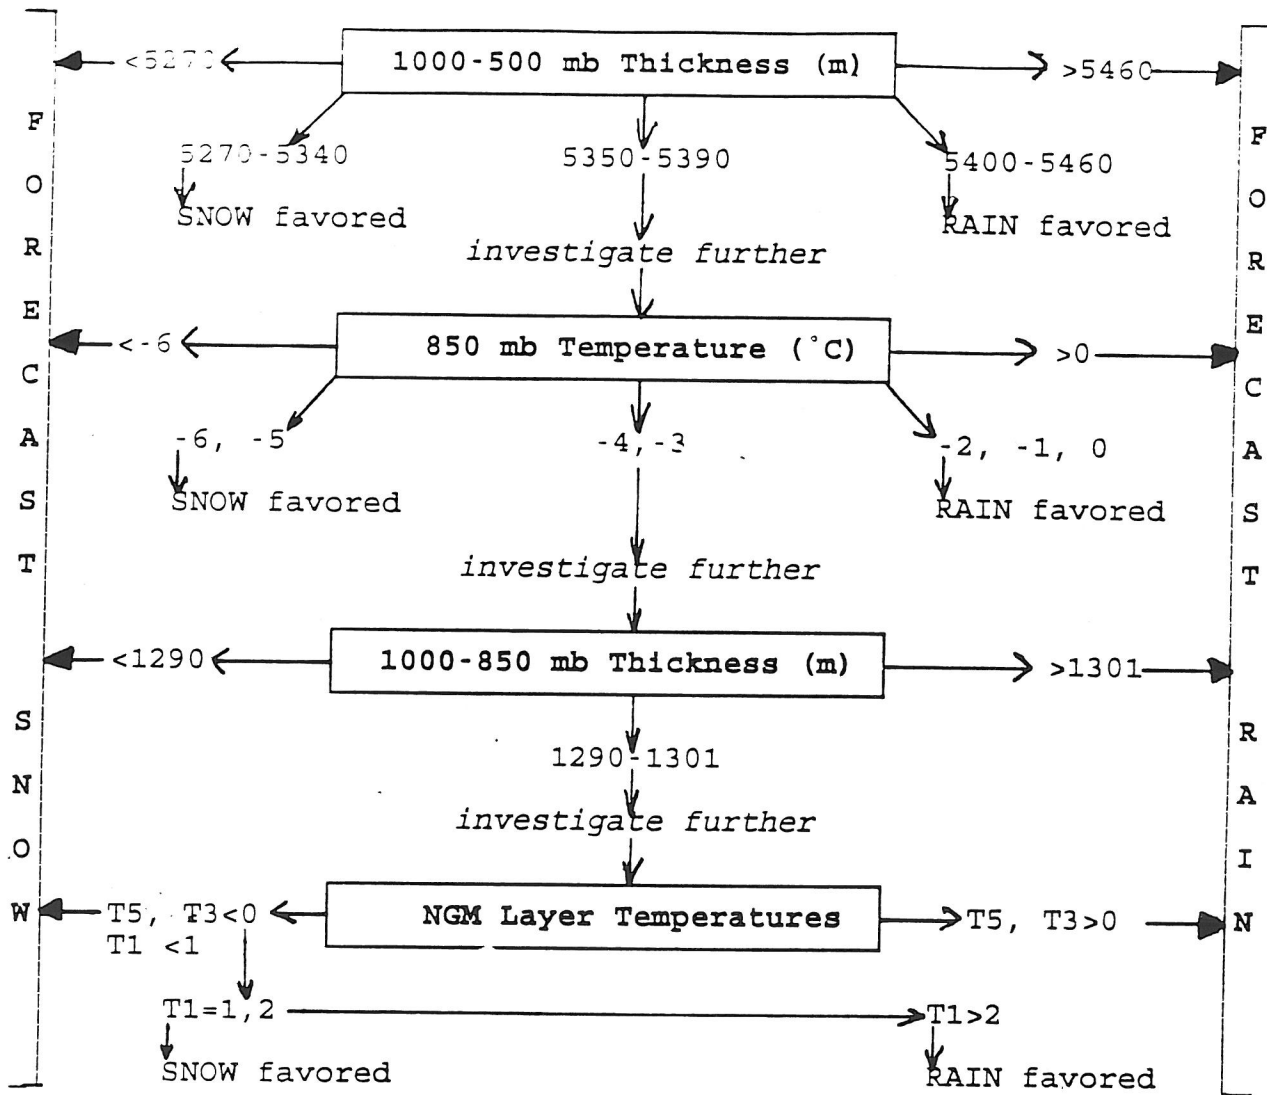 1000-500 mb Thickness (m)
<5270
>5460
5270-5340
5350-5390
5400-5460
SNOW favored
RAIN favored
investigate further
850 mb Temperature (°C)
<-6
>0
-6, -5
-4,-3
-2, -1, 0
SNOW favored
RAIN favored
investigate further
1000-850 mb Thickness (m)
<1290
>1301
1290-1301
investigate further
NGM Layer Temperatures
T5, T3<0
T1 <1
T5, T3>0
T1=1,2
T1>2
SNOW favored
RAIN favored
FORECAST SNOW
FORECAST RAIN